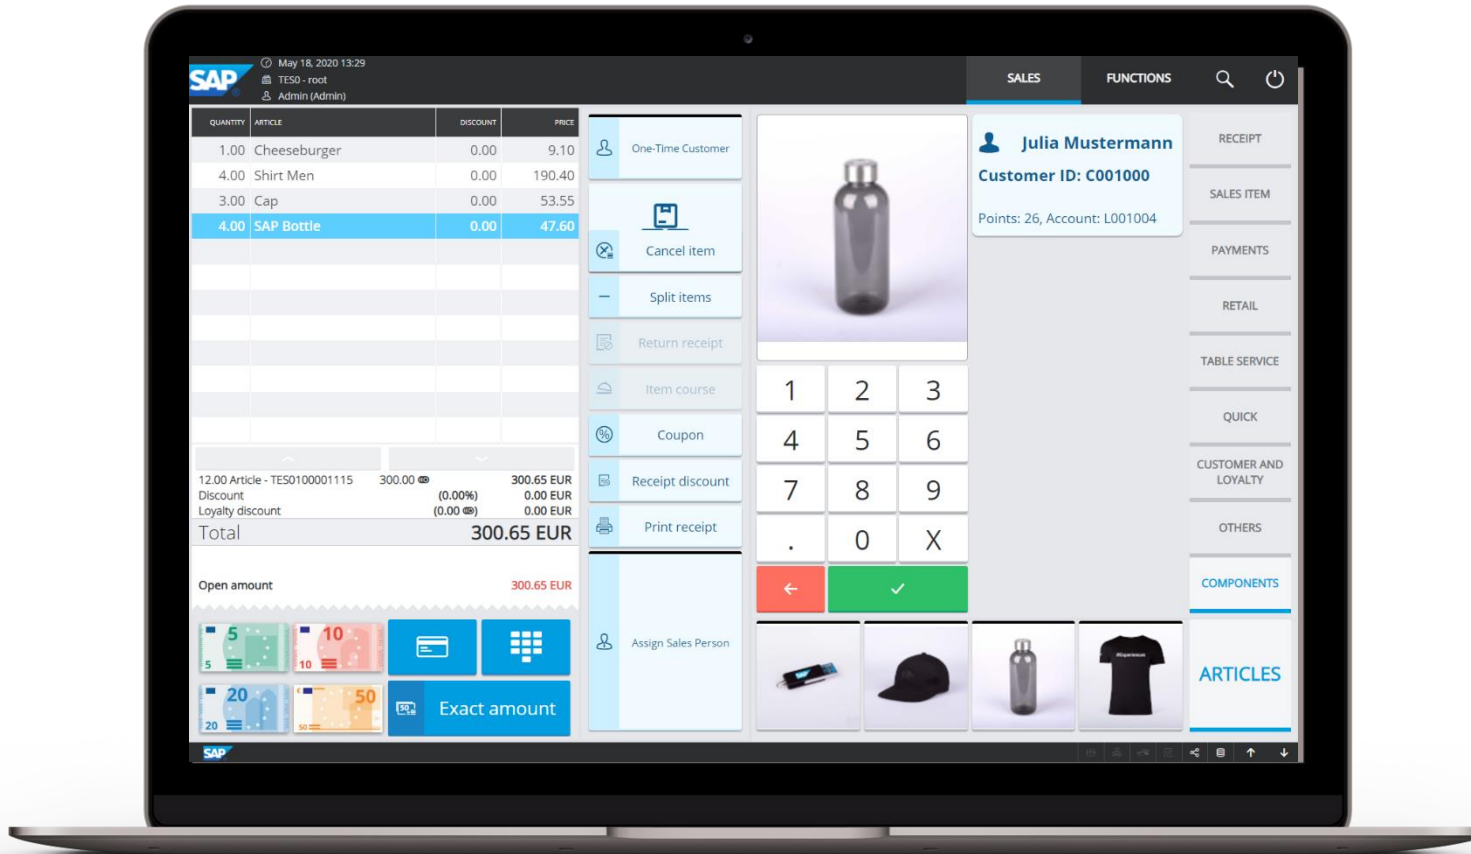 SAP
May 18, 2020 13:29
TES0 - root
Admin (Admin)
SALES
FUNCTIONS
QUANTITY ARTICLE DISCOUNT PRICE
1.00 Cheeseburger 0.00 9.10
4.00 Shirt Men 0.00 190.40
3.00 Cap 0.00 53.55
4.00 SAP Bottle 0.00 47.60
12.00 Article - TES0100001115 300.00 300.65 EUR
Discount (0.00%) 0.00 EUR
Loyalty discount (0.00 ) 0.00 EUR
Total 300.65 EUR
Open amount 300.65 EUR
5
5
10
10
20
20
50
50
Exact amount
One-Time Customer
Cancel item
Split items
Return receipt
Item course
Coupon
Receipt discount
Print receipt
Assign Sales Person
1 2 3
4 5 6
7 8 9
. 0 X
Julia Mustermann
Customer ID: C001000
Points: 26, Account: L001004
RECEIPT
SALES ITEM
PAYMENTS
RETAIL
TABLE SERVICE
QUICK
CUSTOMER AND
LOYALTY
OTHERS
COMPONENTS
ARTICLES
SAP